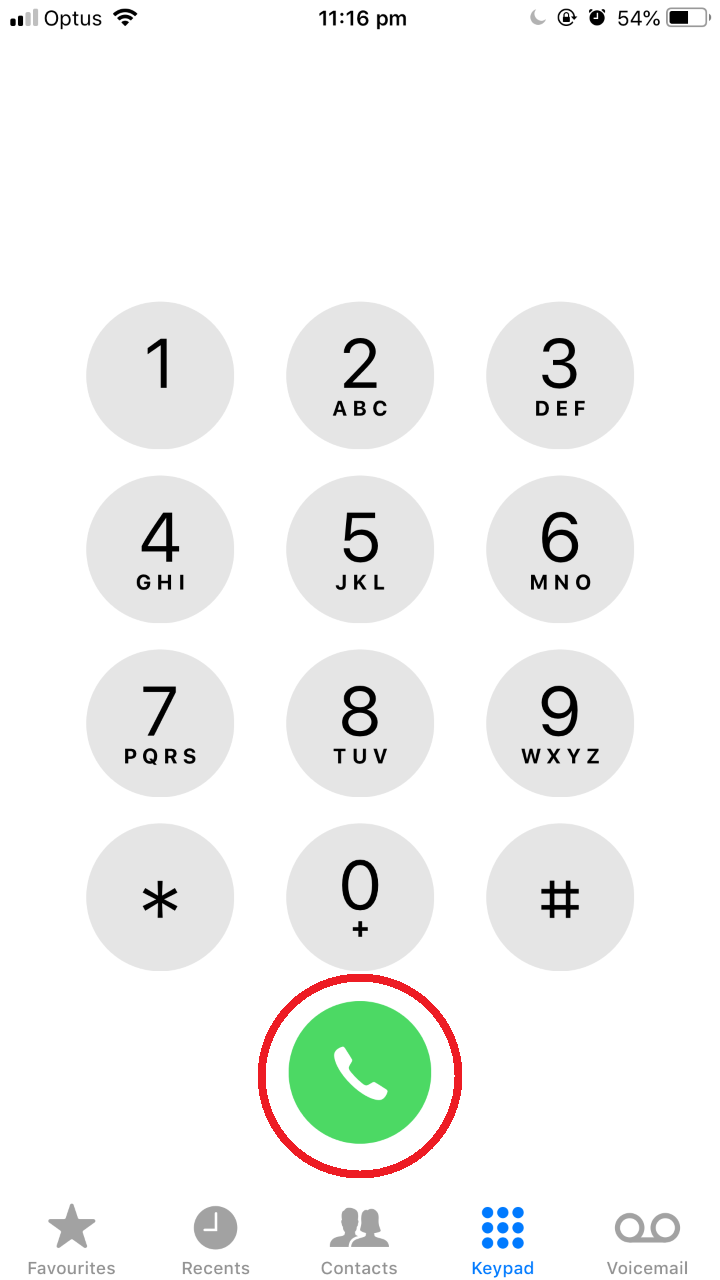 Optus 11:16 pm 54%
1 2 3
ABC DEF
4 5 6
GHI JKL MNO
7 8 9
PQRS TUV WXYZ
* 0 #
+
Favourites Recents Contacts Keypad Voicemail